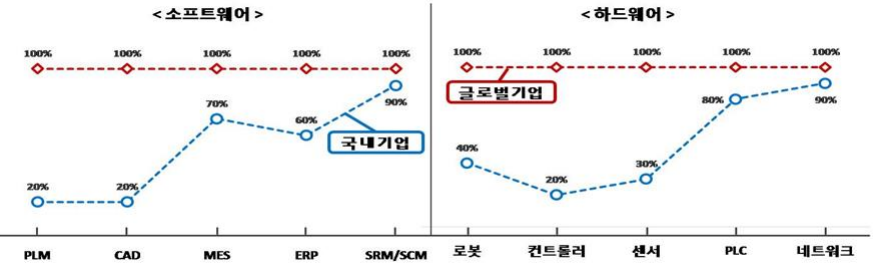 <소프트웨어>
100% 100% 100% 100% 100%
20% 20% 70% 60% 90%
국내기업
PLM CAD MES ERP SRM/SCM
<하드웨어>
100% 100% 100% 100% 100%
글로벌기업
40% 20% 30% 80% 90%
로봇 컨트롤러 센서 PLC 네트워크